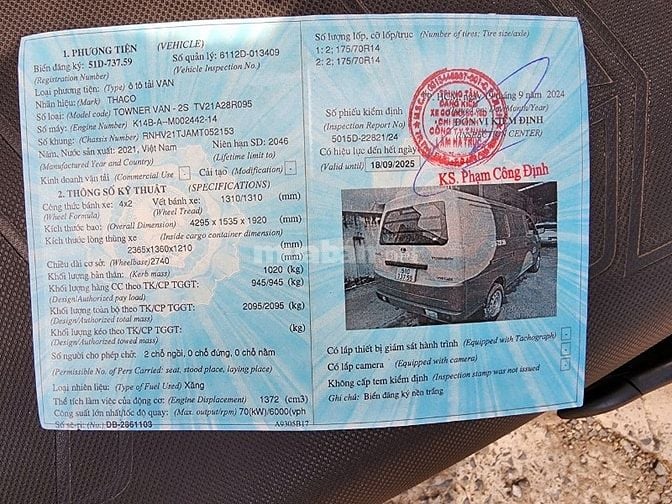 1. PHƯƠNG TIỆN (VEHICLE)
Biển đăng ký: 51D-737.59 Số quản lý: 6112D-013409
(Registration Number) (Vehicle Inspection No.)
Loại phương tiện: (Type) ô tô tải VAN
Nhãn hiệu: (Mark) THACO
Số loại: (Model code) TOWNER VAN - 2S TV21A28R095
Số máy: (Engine Number) K14B-A-M002442-14
Số khung: (Chassis Number) RNHV21TJAMT052153
Năm, Nước sản xuất: 2021, Việt Nam Niên hạn SD: 2046
(Manufactured Year and Country) (Lifetime limit to)
Kinh doanh vận tải (Commercial Use) Cải tạo (Modification)
2. THÔNG SỐ KỸ THUẬT (SPECIFICATIONS)
Công thức bánh xe: 4x2 Vết bánh xe: 1310/1310 (mm)
(Wheel Formula) (Wheel Tread)
Kích thước bao: (Overall Dimension) 4295 x 1535 x 1920 (mm)
Kích thước lòng thùng xe (Inside cargo container dimension)
2365x1360x1210 (mm)
Chiều dài cơ sở: (Wheelbase) 2740 (mm)
Khối lượng bản thân: (Kerb mass) 1020 (kg)
Khối lượng hàng CC theo TK/CP TGGT: 945/945 (kg)
(Design/Authorized pay load)
Khối lượng toàn bộ theo TK/CP TGGT: 2095/2095 (kg)
(Design/Authorized total mass)
Khối lượng kéo theo TK/CP TGGT: (kg)
(Design/Authorized towed mass)
Số người cho phép chở: 2 chỗ ngồi, 0 chỗ đứng, 0 chỗ nằm
(Permissible No. of Pers Carried: seat, stood place, laying place)
Loại nhiên liệu: (Type of Fuel Used) Xăng
Thể tích làm việc của động cơ: (Engine Displacement) 1372 (cm3)
Công suất lớn nhất/tốc độ quay: (Max. output/rpm) 70(kW)/6000(vph
Số sê-ri: (No.) DB-2861103 A9305B17
Số lượng lốp, cỡ lốp/trục (Number of tires; Tire size/axle)
1: 2; 175/70R14
2: 2; 175/70R14
9 năm 2024
Số phiếu kiểm định
(Inspection Report No)
5015D-22821/24
ĐƠN VỊ KIỂM ĐỊNH
Có hiệu lực đến hết ngày
(Valid until) 18/09/2025
KS. Phạm Công Định
Có lắp thiết bị giám sát hành trình (Equipped with Tachograph)
Có lắp camera (Equipped with camera)
Không cấp tem kiểm định (Inspection stamp was not issued
Ghi chú: Biển đăng ký nền trắng